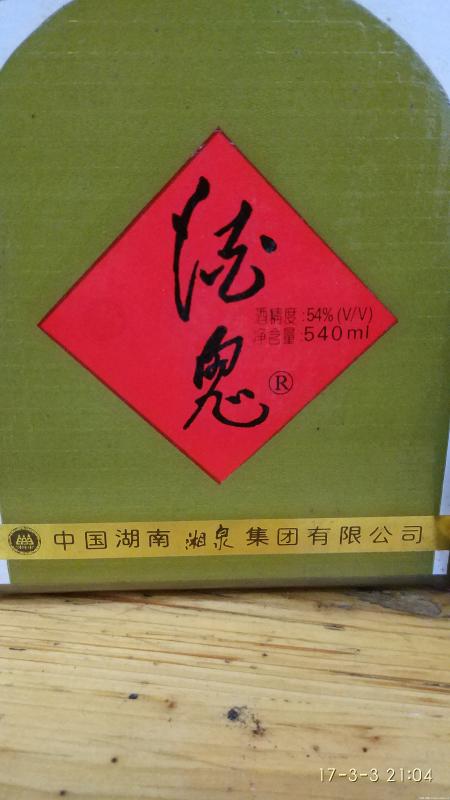 酒鬼
酒精度:54%(V/V)
净含量:540ml
®
中国湖南湘泉集团有限公司
17-3-3 21:04